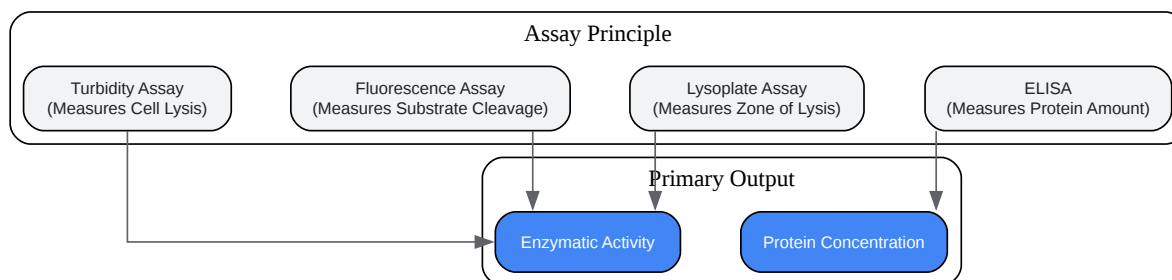 Assay Principle
Turbidity Assay
(Measures Cell Lysis)
Fluorescence Assay
(Measures Substrate Cleavage)
Lysoplate Assay
(Measures Zone of Lysis)
ELISA
(Measures Protein Amount)
Primary Output
Enzymatic Activity
Protein Concentration